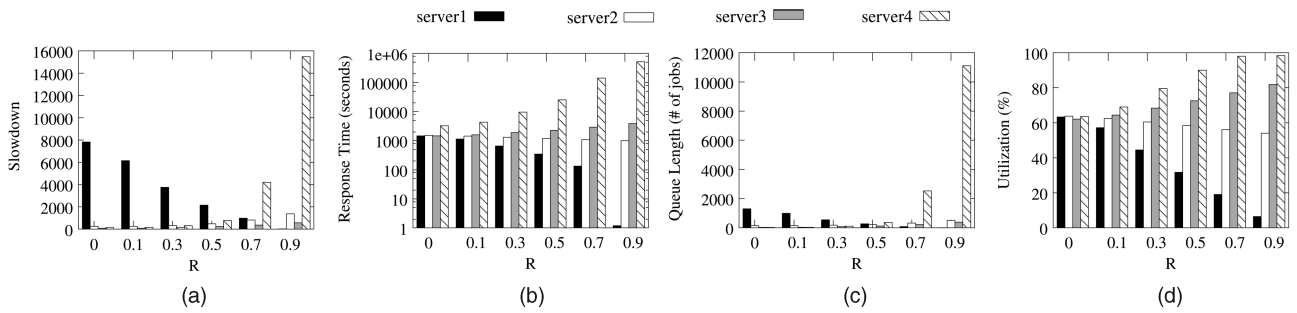 server1 server2 server3 server4
Slowdown
16000
14000
12000
10000
8000
6000
4000
2000
0
0 0.1 0.3 0.5 0.7 0.9
R
(a)
Response Time (seconds)
1e+06
100000
10000
1000
100
10
1
0 0.1 0.3 0.5 0.7 0.9
R
(b)
Queue Length (# of jobs)
12000
10000
8000
6000
4000
2000
0
0 0.1 0.3 0.5 0.7 0.9
R
(c)
Utilization (%)
100
80
60
40
20
0
0 0.1 0.3 0.5 0.7 0.9
R
(d)